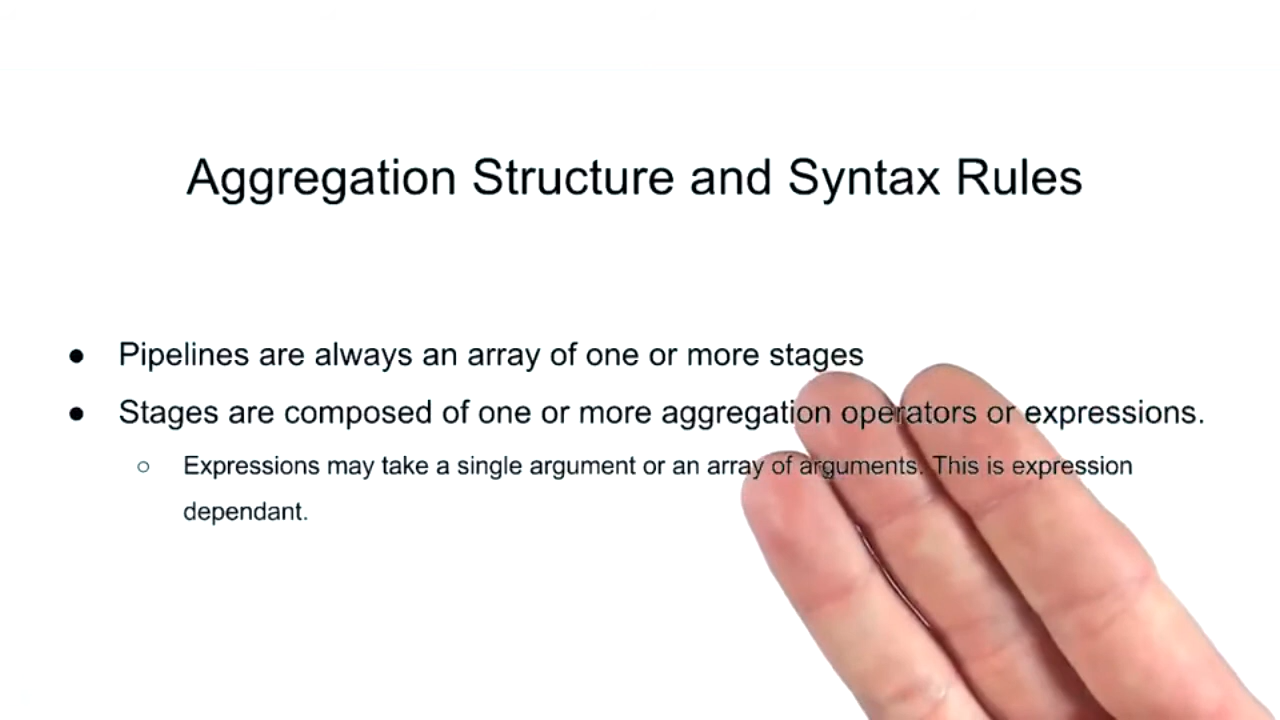 Aggregation Structure and Syntax Rules
● Pipelines are always an array of one or more stages
● Stages are composed of one or more aggregation operators or expressions.
○ Expressions may take a single argument or an array of arguments. This is expression
dependant.